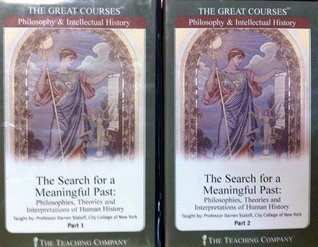 THE GREAT COURSES™
Philosophy & Intellectual History
The Search for a
Meaningful Past:
Philosophies, Theories and
Interpretations of Human History
Taught by: Professor Darren Staloff, City College of New York
Part 1
THE TEACHING COMPANY
THE GREAT COURSES™
Philosophy & Intellectual History
The Search for a
Meaningful Past:
Philosophies, Theories and
Interpretations of Human History
Taught by: Professor Darren Staloff, City College of New York
Part 2
THE TEACHING COMPANY